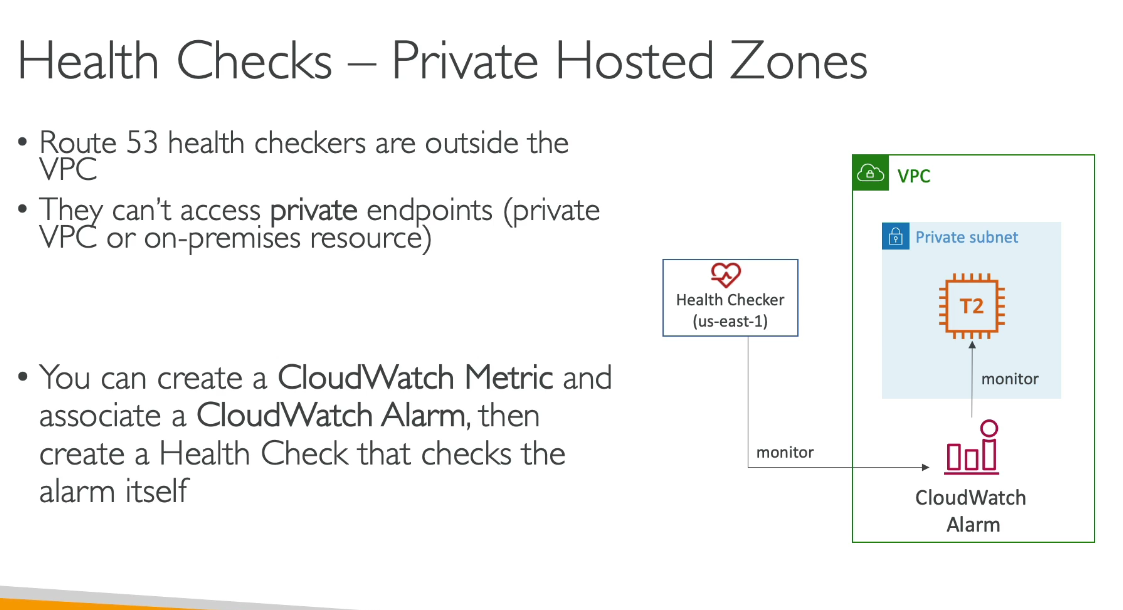 Health Checks – Private Hosted Zones
• Route 53 health checkers are outside the
VPC
• They can't access private endpoints (private
VPC or on-premises resource)
• You can create a CloudWatch Metric and
associate a CloudWatch Alarm, then
create a Health Check that checks the
alarm itself
VPC
Private subnet
T2
Health Checker
(us-east-1)
monitor
monitor
CloudWatch
Alarm